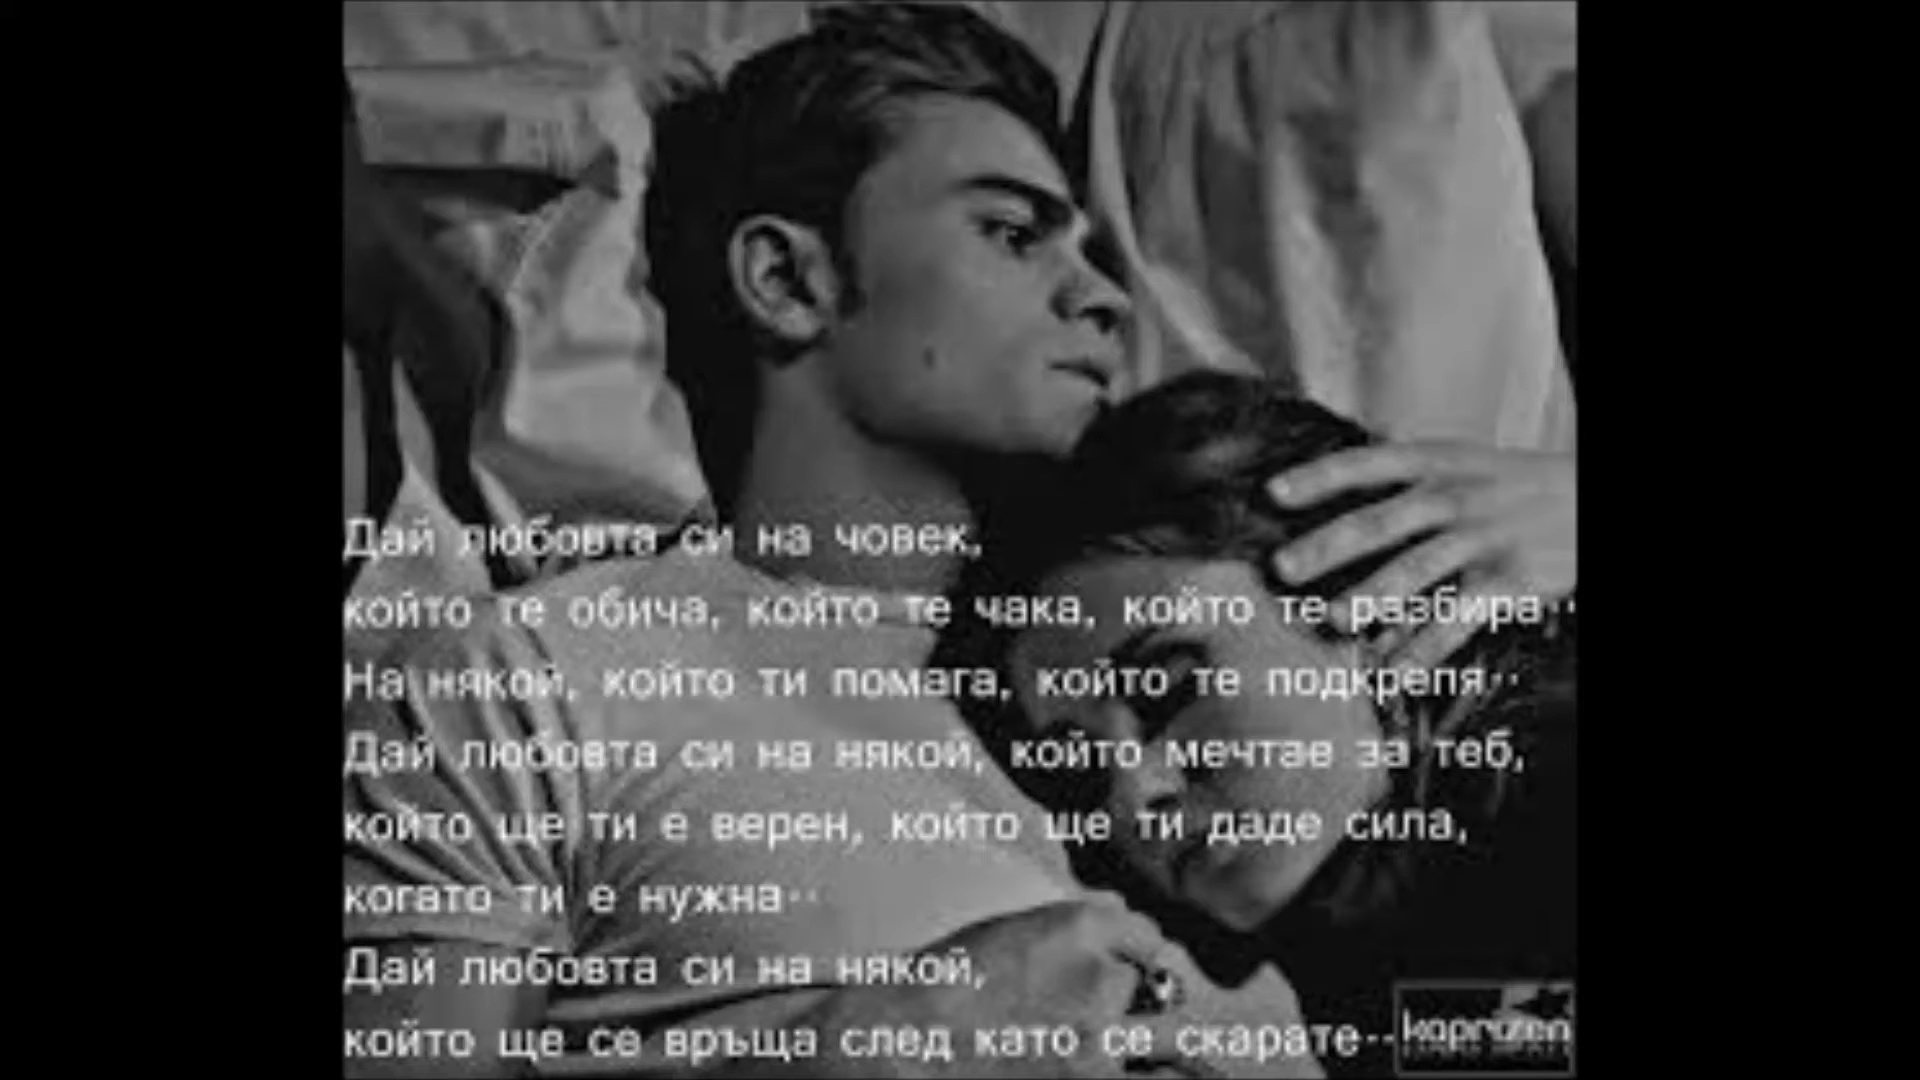 Дай любовта си на човек,
който те обича, който те чака, който те разбира··
На някой, който ти помага, който те подкрепя··
Дай любовта си на някой, който мечтае за теб,
който ще ти е верен, който ще ти даде сила,
когато ти е нужна··
Дай любовта си на някой,
който ще се връща след като се скарате··
kaprizen